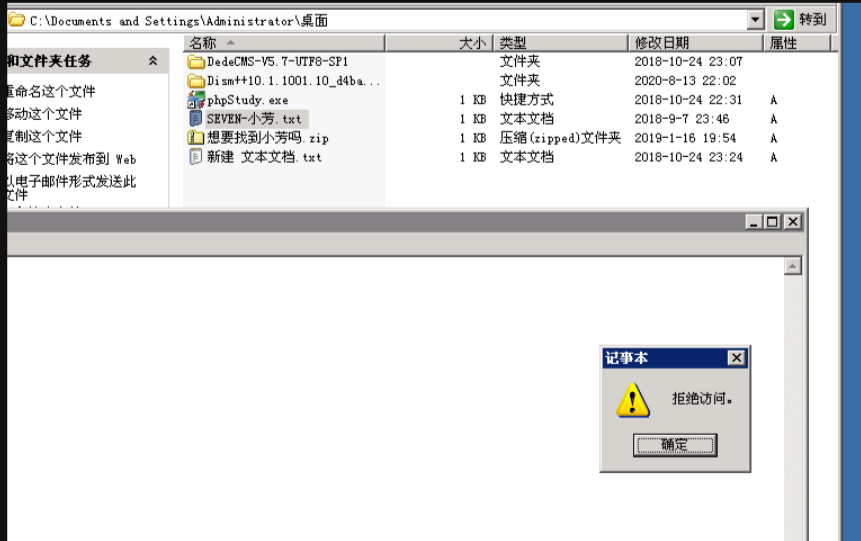 C:\Documents and Settings\Administrator\桌面 转到
名称 大小 类型 修改日期 属性
和文件夹任务
DedeCMS-V5.7-UTF8-SP1 文件夹 2018-10-24 23:07
Dism++10.1.1001.10_d4ba... 文件夹 2020-8-13 22:02
重命名这个文件
phpStudy.exe 1 KB 快捷方式 2018-10-24 22:31 A
移动这个文件
SEVEN-小芳.txt 1 KB 文本文档 2018-9-7 23:46 A
复制这个文件
想要找到小芳吗.zip 1 KB 压缩(zipped)文件夹 2019-1-16 19:54 A
将这个文件发布到 Web
新建 文本文档.txt 1 KB 文本文档 2018-10-24 23:24 A
以电子邮件形式发送此
文件
记事本
拒绝访问。
确定